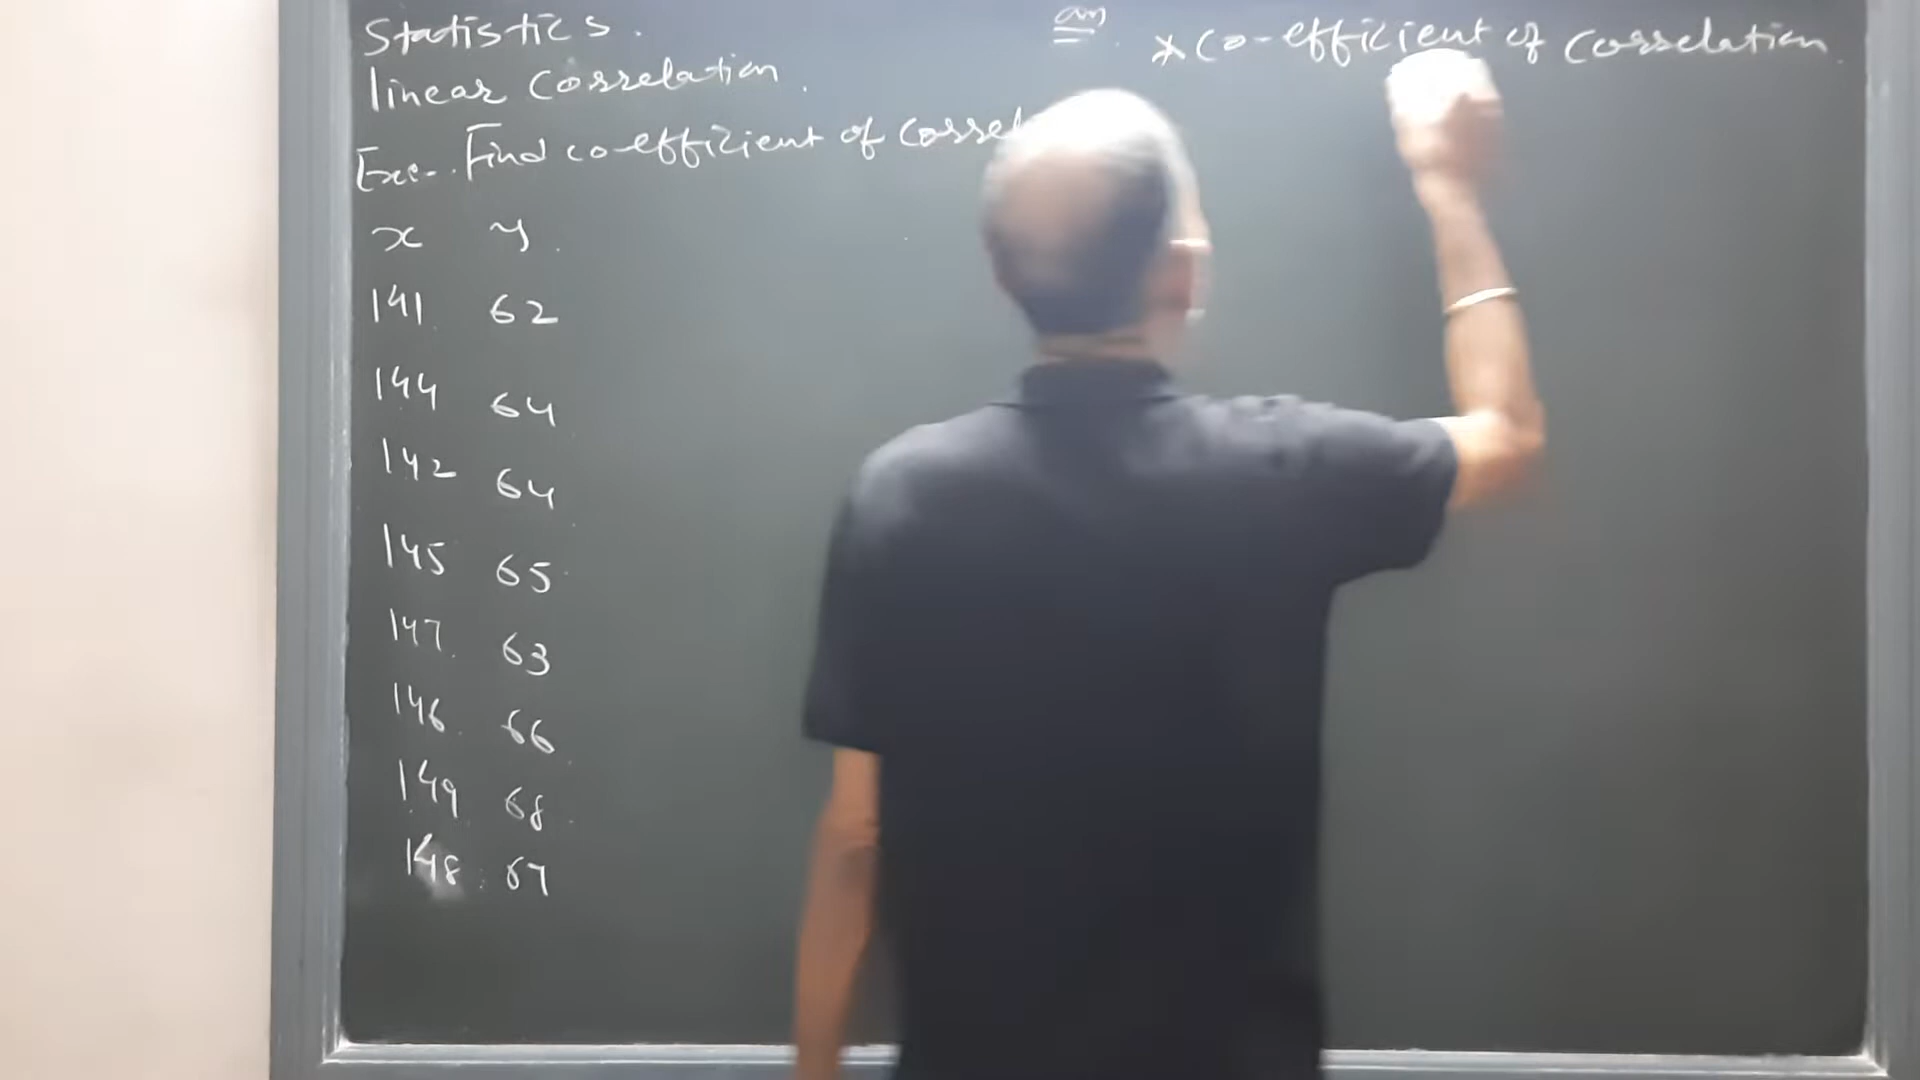 Statistics.
linear Correlation.
Exe-. Find co-efficient of
x y
141 62
144 64
142 64
145 65
147 63
146 66
149 68
148 67
ans
* Co-efficient of Correlation